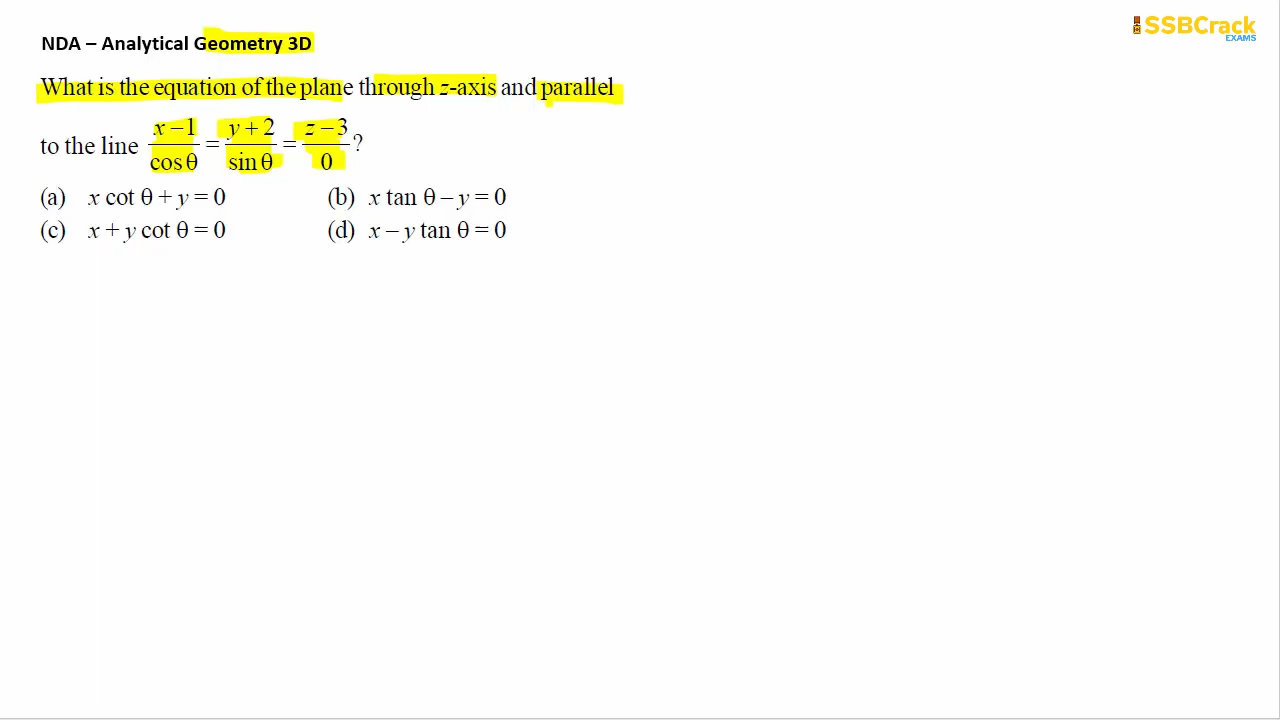 SSBCrack
EXAMS
NDA – Analytical Geometry 3D
What is the equation of the plane through z-axis and parallel
to the line (x – 1)/(cos θ) = (y + 2)/(sin θ) = (z – 3)/0 ?
(a) x cot θ + y = 0 (b) x tan θ – y = 0
(c) x + y cot θ = 0 (d) x – y tan θ = 0